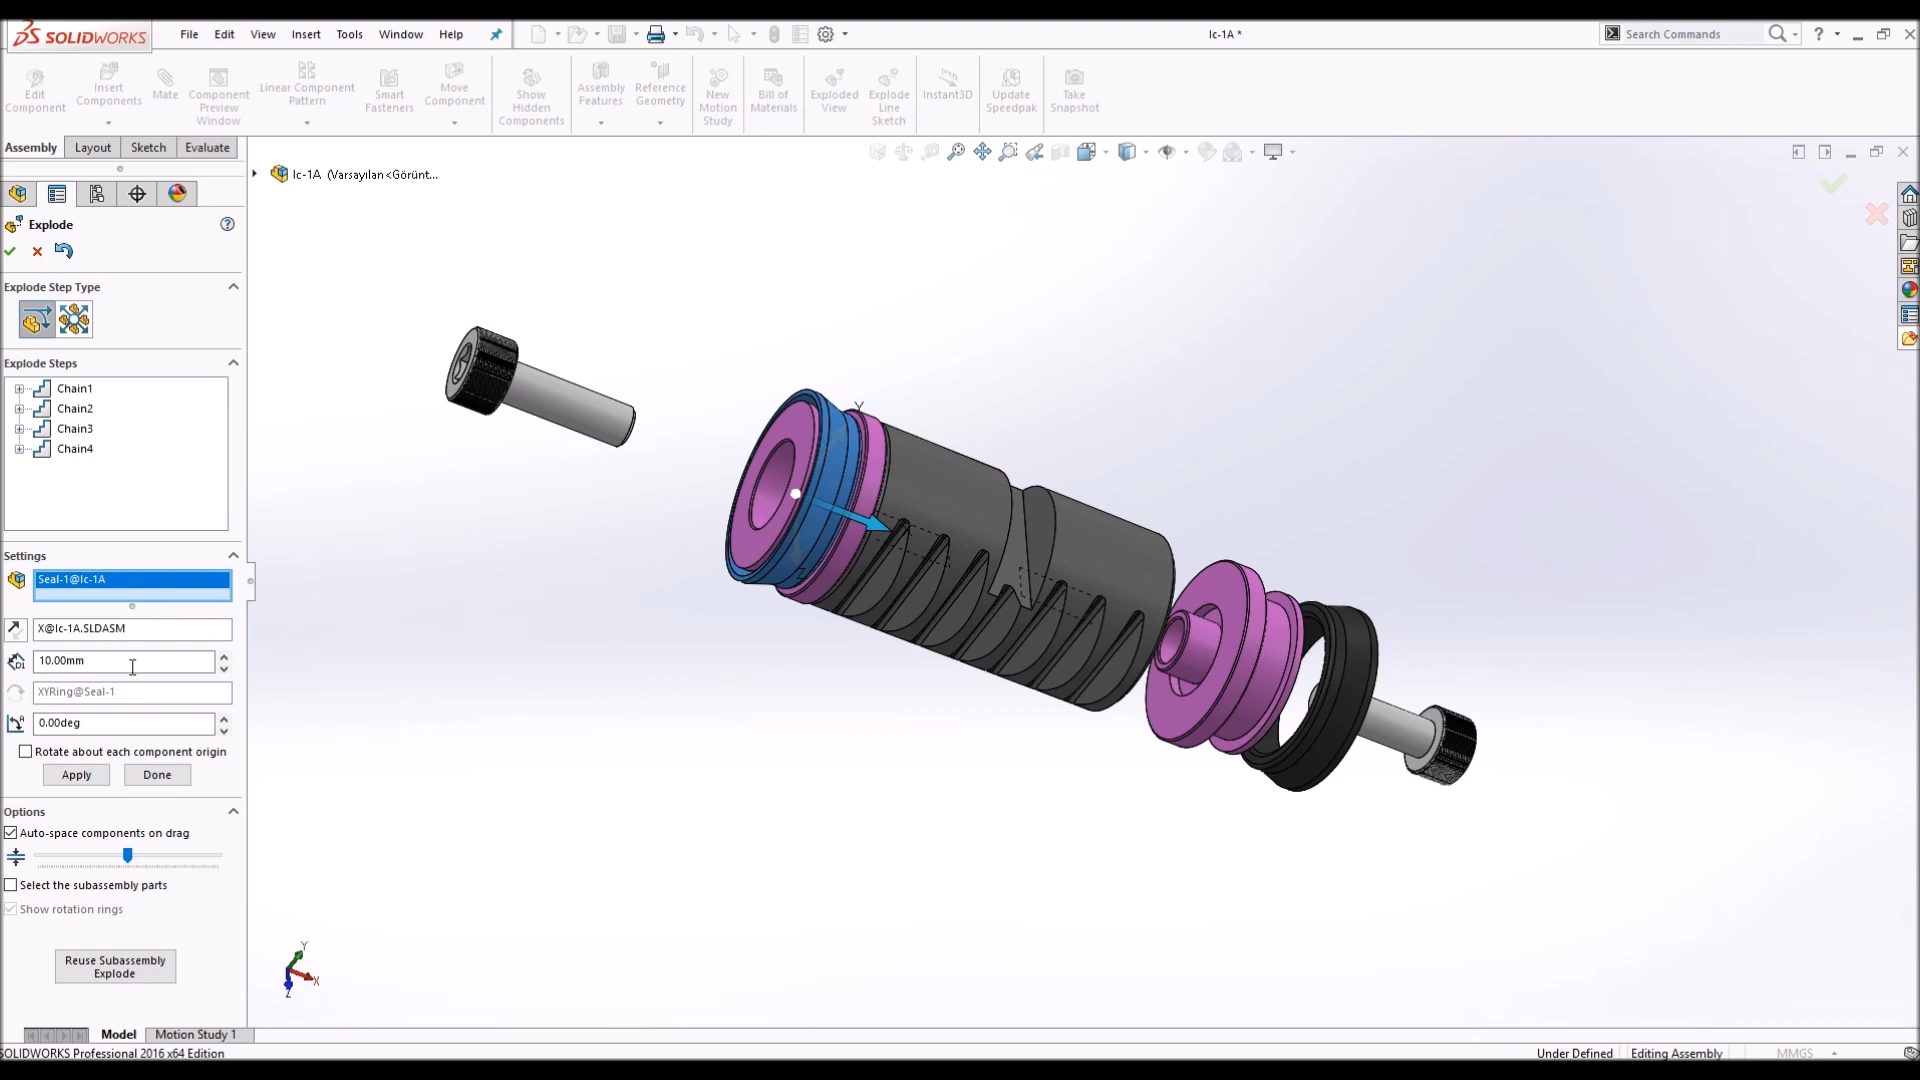 SOLIDWORKS
File Edit View Insert Tools Window Help
Ic-1A *
Search Commands
?
Edit Component
Insert Components
Mate
Component Preview Window
Linear Component Pattern
Smart Fasteners
Move Component
Show Hidden Components
Assembly Features
Reference Geometry
New Motion Study
Bill of Materials
Exploded View
Explode Line Sketch
Instant3D
Update Speedpak
Take Snapshot
Assembly Layout Sketch Evaluate
Ic-1A (Varsayılan<Görünt...
Explode
Explode Step Type
Explode Steps
Chain1
Chain2
Chain3
Chain4
Settings
Seal-1@Ic-1A
X@Ic-1A.SLDASM
10.00mm
XYRing@Seal-1
0.00deg
Rotate about each component origin
Apply Done
Options
Auto-space components on drag
Select the subassembly parts
Show rotation rings
Reuse Subassembly
Explode
Y
Y
X
Z
Model Motion Study 1
SOLIDWORKS Professional 2016 x64 Edition
Under Defined Editing Assembly MMGS